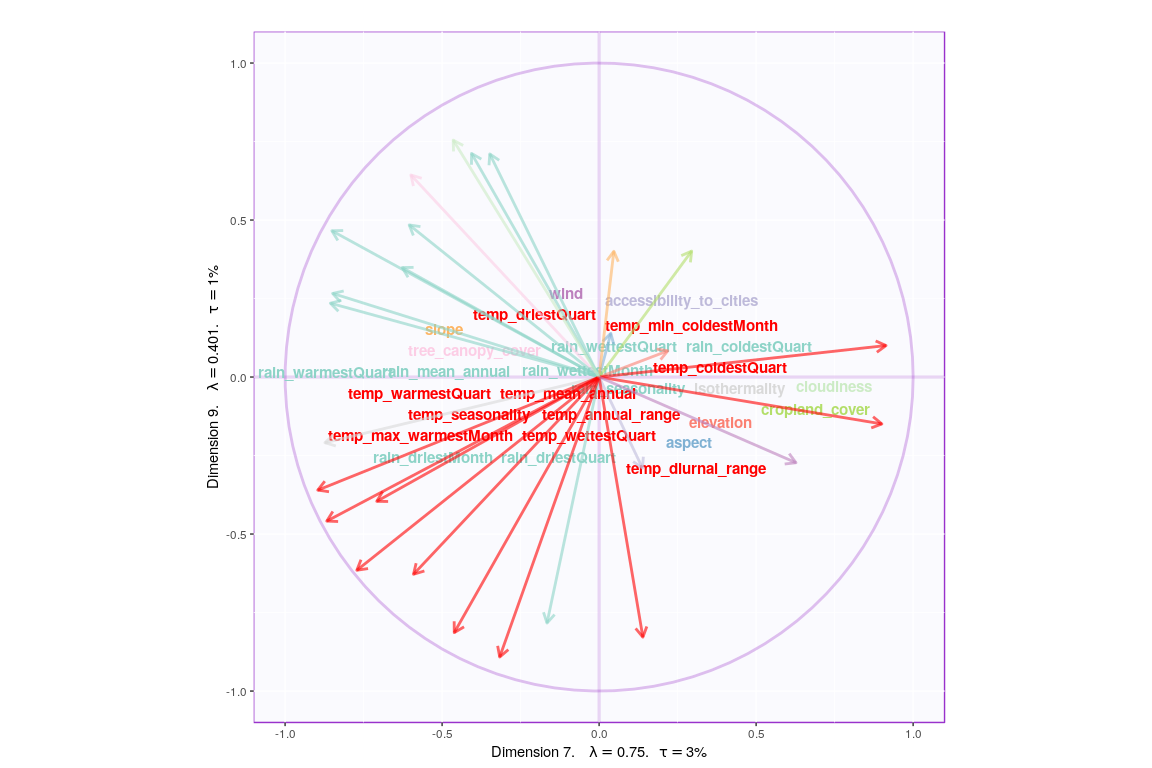 1.0
0.5
0.0
-0.5
-1.0
Dimension 9. λ = 0.401. τ = 1%
wind
accessibility_to_cities
temp_driestQuart
temp_min_coldestMonth
slope
tree_canopy_cover
rain_wettestQuart rain_coldestQuart
temp_coldestQuart
rain_warmestQuart
rain_mean_annual
rain_wettestMonth
isothermality
cloudiness
temp_warmestQuart temp_mean_annual
temp_seasonality temp_annual_range
cropland_cover
elevation
temp_max_warmestMonth temp_wettestQuart
aspect
rain_driestMonth rain_driestQuart
temp_diurnal_range
-1.0 -0.5 0.0 0.5 1.0
Dimension 7. λ = 0.75. τ = 3%